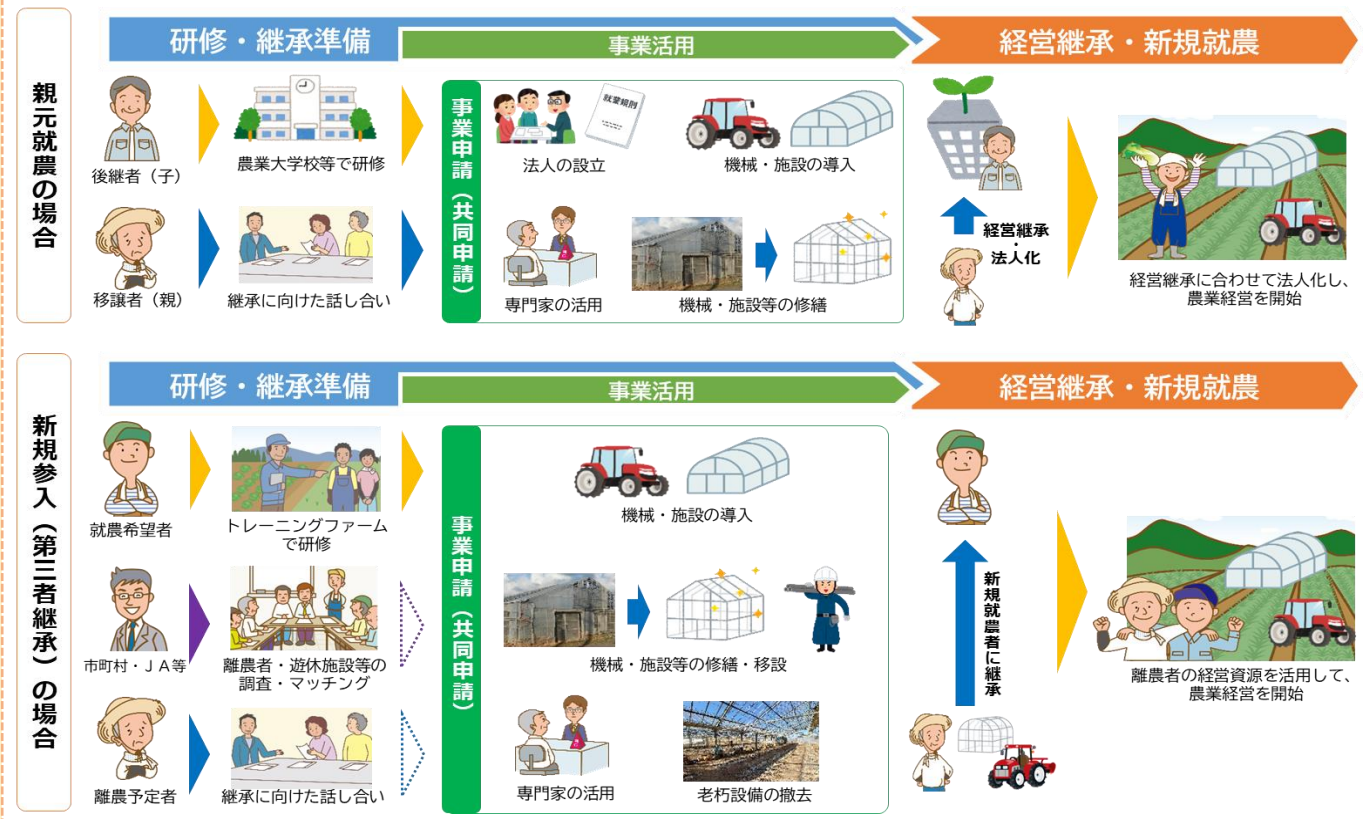 親元就農の場合
研修・継承準備
事業活用
経営継承・新規就農
後継者（子）
農業大学校等で研修
移譲者（親）
継承に向けた話し合い
事業申請（共同申請）
就業規則
法人の設立
機械・施設の導入
専門家の活用
機械・施設等の修繕
経営継承
・
法人化
経営継承に合わせて法人化し、
農業経営を開始
新規参入（第三者継承）の場合
研修・継承準備
事業活用
経営継承・新規就農
就農希望者
トレーニングファーム
で研修
市町村・ＪＡ等
離農者・遊休施設等の
調査・マッチング
離農予定者
継承に向けた話し合い
事業申請（共同申請）
機械・施設の導入
機械・施設等の修繕・移設
専門家の活用
老朽設備の撤去
新規就農者に継承
離農者の経営資源を活用して、
農業経営を開始